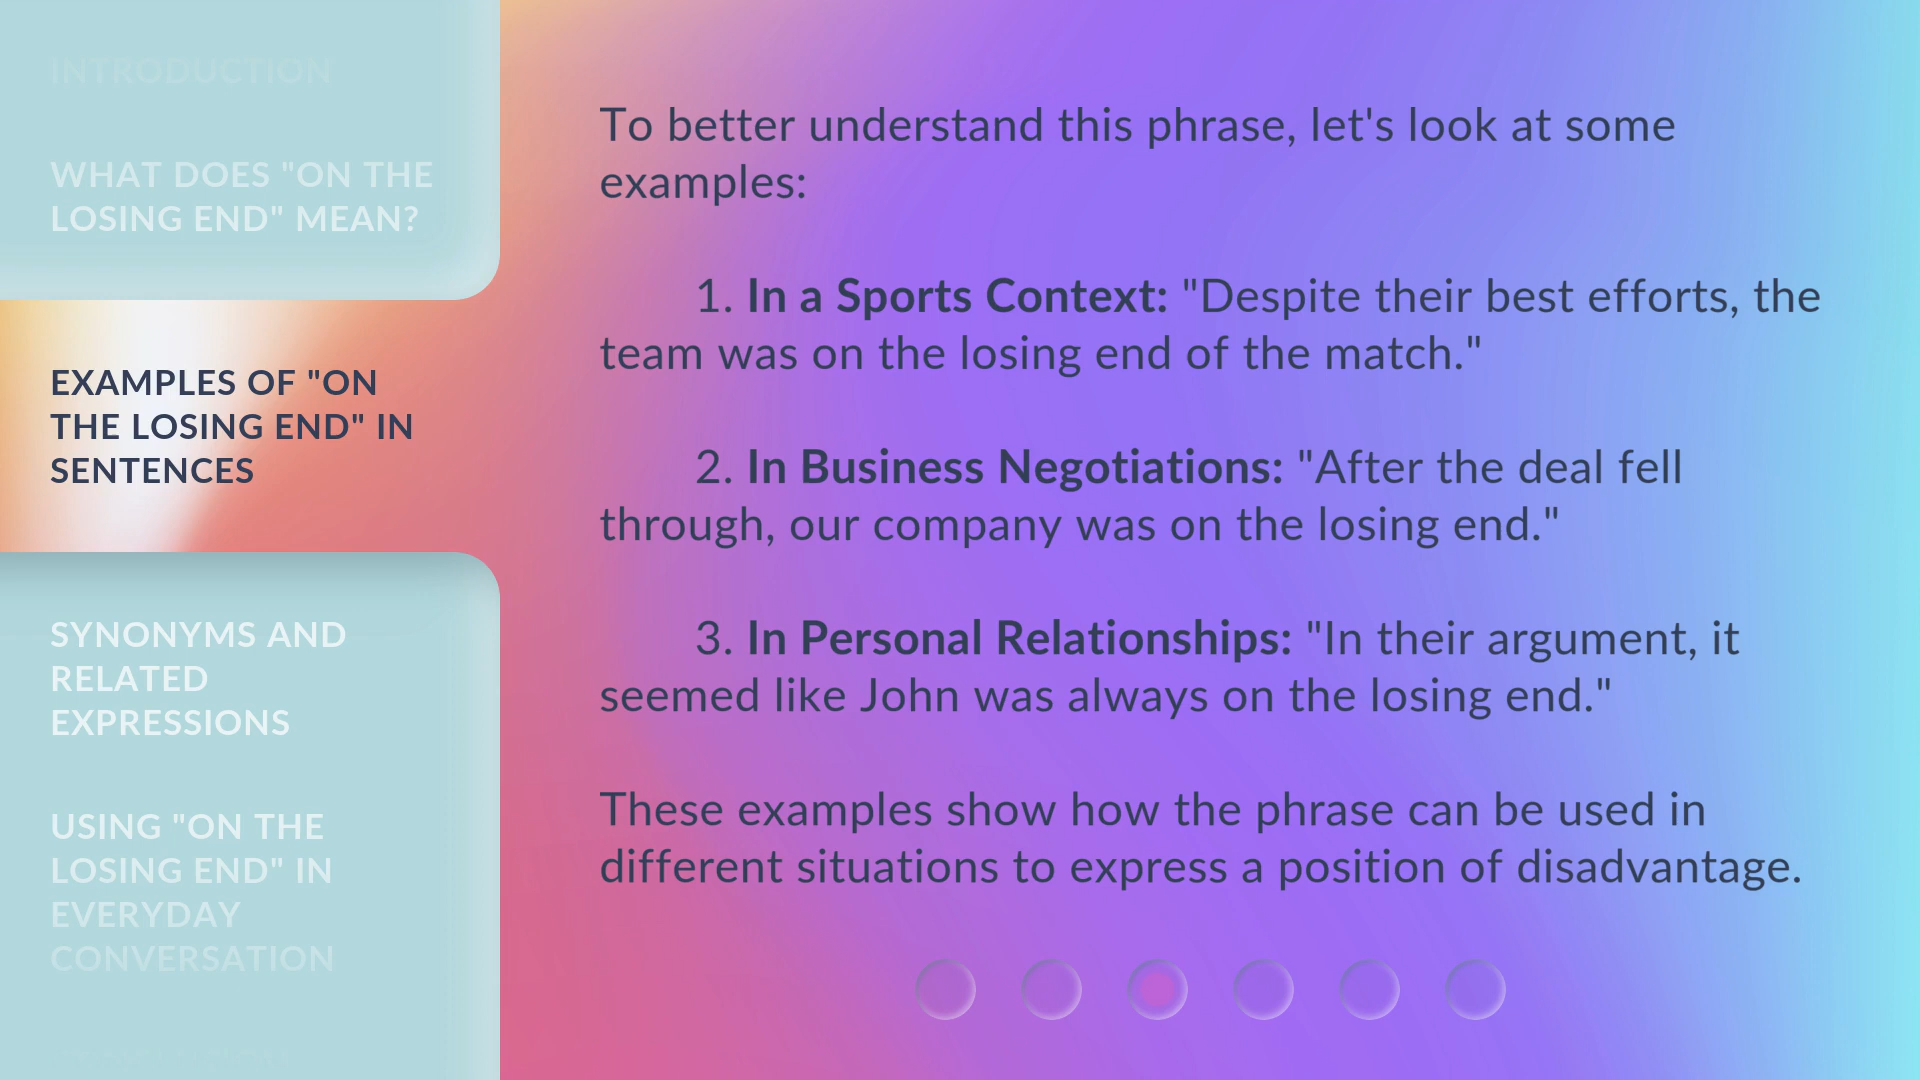 INTRODUCTION
WHAT DOES "ON THE
LOSING END" MEAN?
EXAMPLES OF "ON
THE LOSING END" IN
SENTENCES
SYNONYMS AND
RELATED
EXPRESSIONS
USING "ON THE
LOSING END" IN
EVERYDAY
CONVERSATION
To better understand this phrase, let's look at some
examples:
1. In a Sports Context: "Despite their best efforts, the
team was on the losing end of the match."
2. In Business Negotiations: "After the deal fell
through, our company was on the losing end."
3. In Personal Relationships: "In their argument, it
seemed like John was always on the losing end."
These examples show how the phrase can be used in
different situations to express a position of disadvantage.